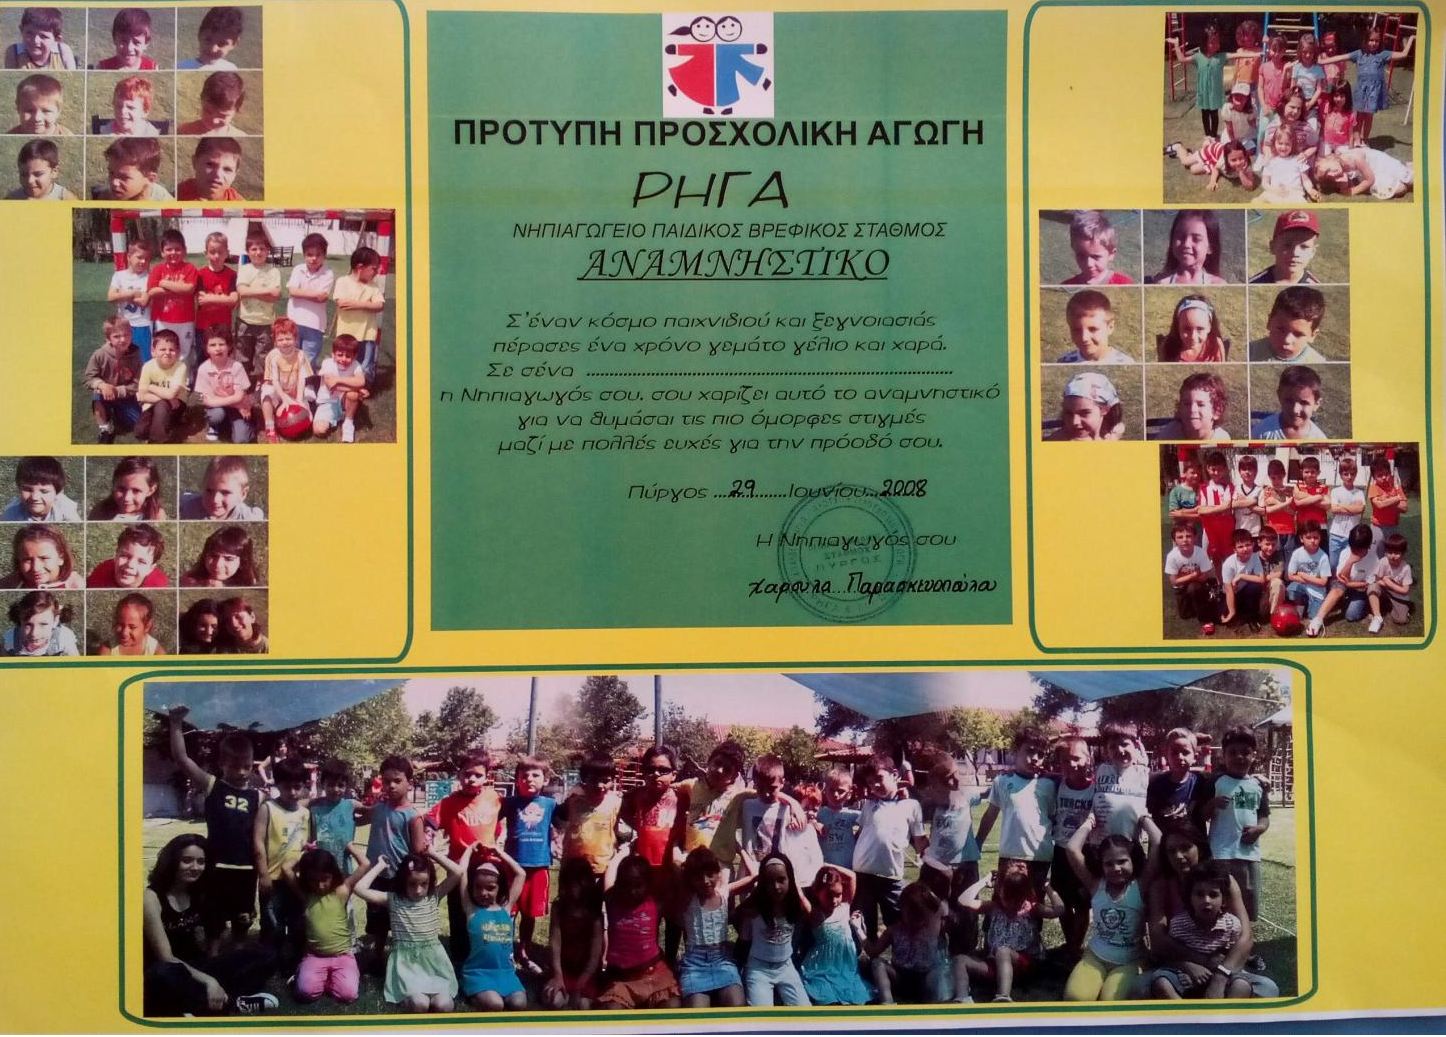 ΠΡΟΤΥΠΗ ΠΡΟΣΧΟΛΙΚΗ ΑΓΩΓΗ
ΡΗΓΑ
ΝΗΠΙΑΓΩΓΕΙΟ ΠΑΙΔΙΚΟΣ ΒΡΕΦΙΚΟΣ ΣΤΑΘΜΟΣ
ΑΝΑΜΝΗΣΤΙΚΟ
Σ'έναν κόσμο παιχνιδιού και ξεγνοιασιάς
πέρασες ένα χρόνο γεμάτο γέλιο και χαρά.
Σε σένα ............................................................
η Νηπιαγωγός σου, σου χαρίζει αυτό το αναμνηστικό
για να θυμάσαι τις πιο όμορφες στιγμές
μαζί με πολλές ευχές για την πρόοδό σου.
Πύργος ...29.......Ιουνίου...2008
Η Νηπιαγωγός σου
Χαρούλα Παρασκευοπούλου
ΣΤΑΘΜΟΣ
ΠΥΡΓΟΣ
32